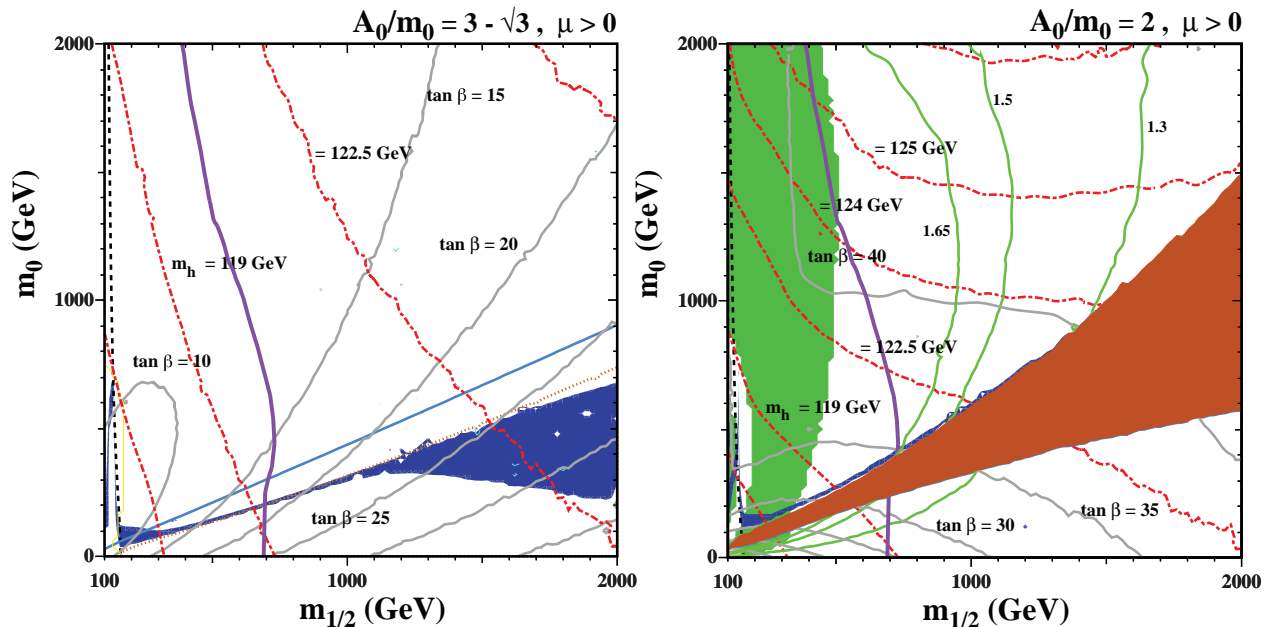 A₀/m₀ = 3 - √3 , μ > 0
2000
1000
0
m₀ (GeV)
tan β = 15
= 122.5 GeV
tan β = 20
m_h = 119 GeV
tan β = 10
tan β = 25
100
1000
2000
m₁/₂ (GeV)
A₀/m₀ = 2 , μ > 0
2000
1000
0
m₀ (GeV)
1.5
1.3
= 125 GeV
= 124 GeV
1.65
tan β = 40
= 122.5 GeV
m_h = 119 GeV
tan β = 35
tan β = 30
100
1000
2000
m₁/₂ (GeV)